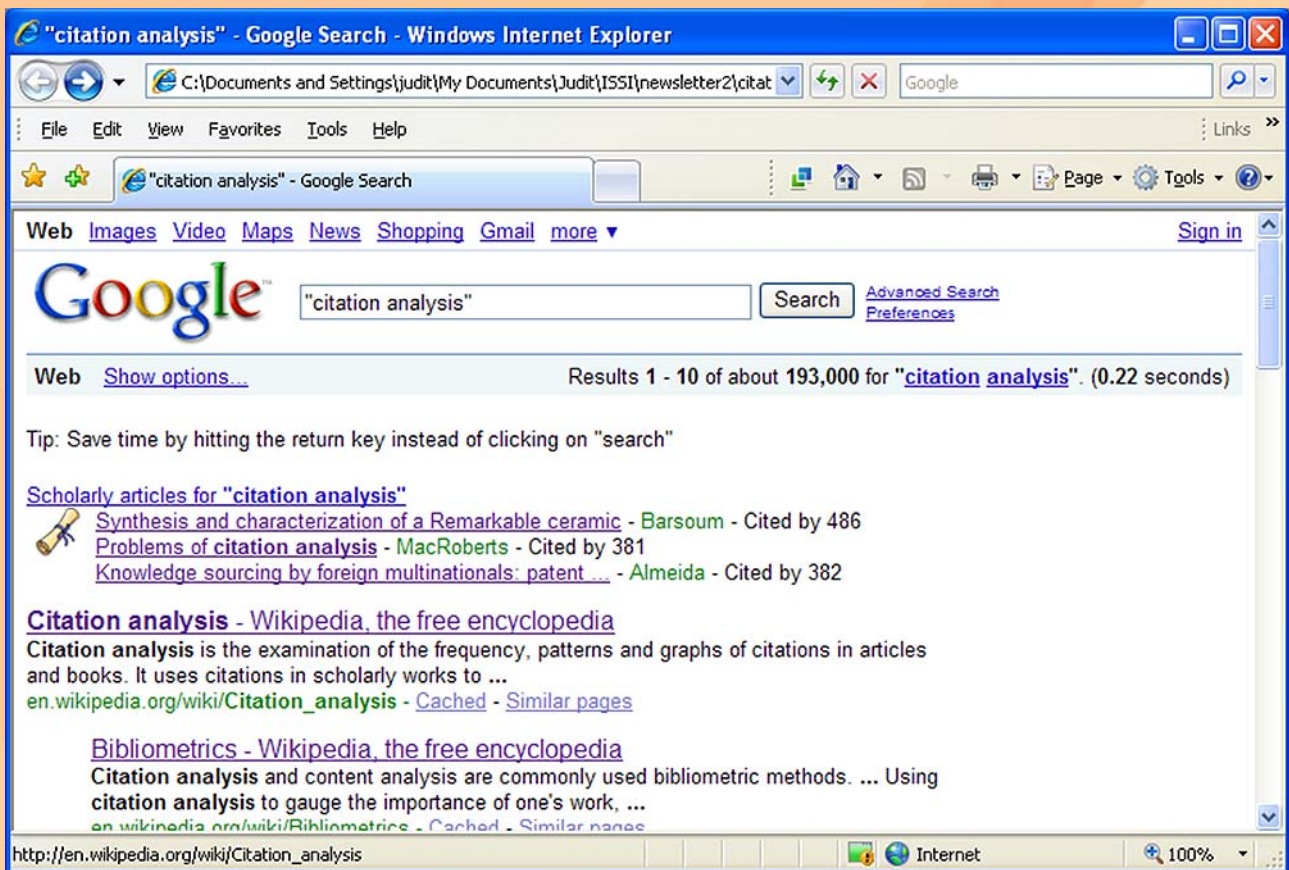 "citation analysis" - Google Search - Windows Internet Explorer
C:\Documents and Settings\judit\My Documents\Judit\ISSI\newsletter2\citat
Google
File Edit View Favorites Tools Help
Links »
"citation analysis" - Google Search
Page Tools
Web Images Video Maps News Shopping Gmail more ▼
Sign in
Google™
"citation analysis"
Search
Advanced Search
Preferences
Web Show options...
Results 1 - 10 of about 193,000 for "citation analysis". (0.22 seconds)
Tip: Save time by hitting the return key instead of clicking on "search"
Scholarly articles for "citation analysis"
Synthesis and characterization of a Remarkable ceramic - Barsoum - Cited by 486
Problems of citation analysis - MacRoberts - Cited by 381
Knowledge sourcing by foreign multinationals: patent ... - Almeida - Cited by 382
Citation analysis - Wikipedia, the free encyclopedia
Citation analysis is the examination of the frequency, patterns and graphs of citations in articles
and books. It uses citations in scholarly works to ...
en.wikipedia.org/wiki/Citation_analysis - Cached - Similar pages
Bibliometrics - Wikipedia, the free encyclopedia
Citation analysis and content analysis are commonly used bibliometric methods. ... Using
citation analysis to gauge the importance of one's work, ...
en.wikipedia.org/wiki/Bibliometrics - Cached - Similar pages
http://en.wikipedia.org/wiki/Citation_analysis
Internet
100%